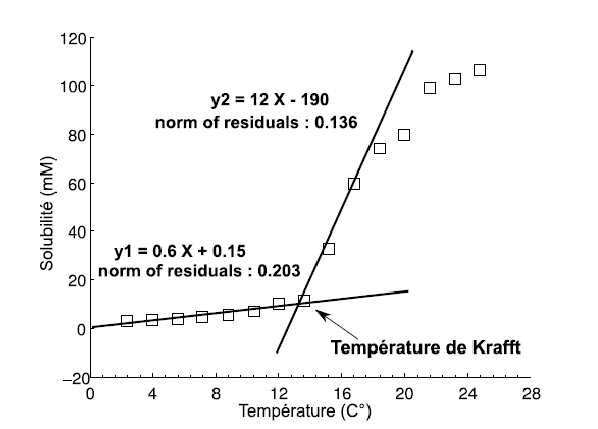 120
100
80
60
40
20
0
−20
Solubilité (mM)
y2 = 12 X - 190
norm of residuals : 0.136
y1 = 0.6 X + 0.15
norm of residuals : 0.203
Température de Krafft
0 4 8 12 16 20 24 28
Température (C°)